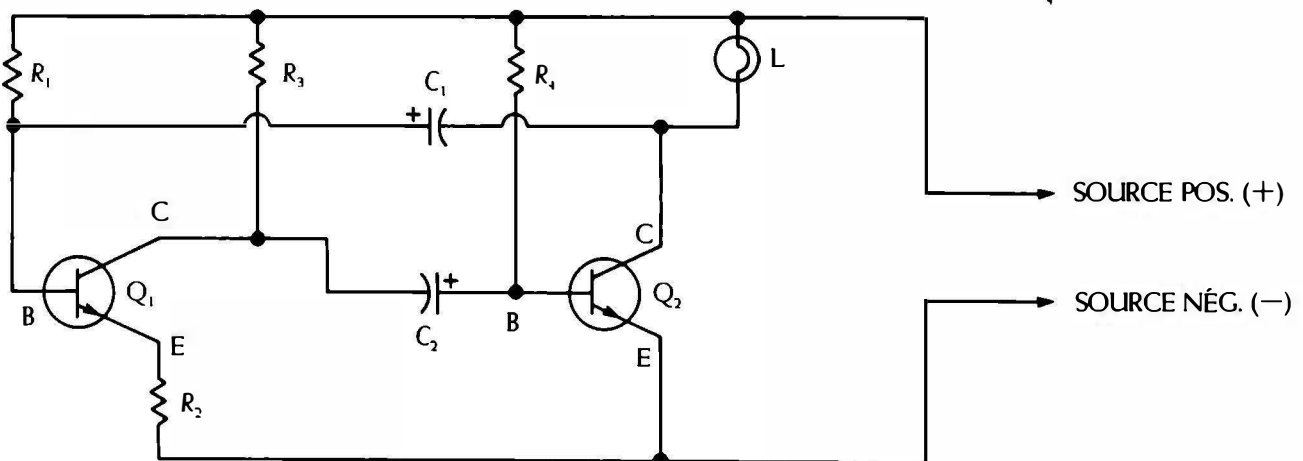 R₁
R₃
C₁
+
R₄
L
SOURCE POS. (+)
C
C
Q₁
+
Q₂
SOURCE NÉG. (−)
B
C₂
B
E
E
R₂